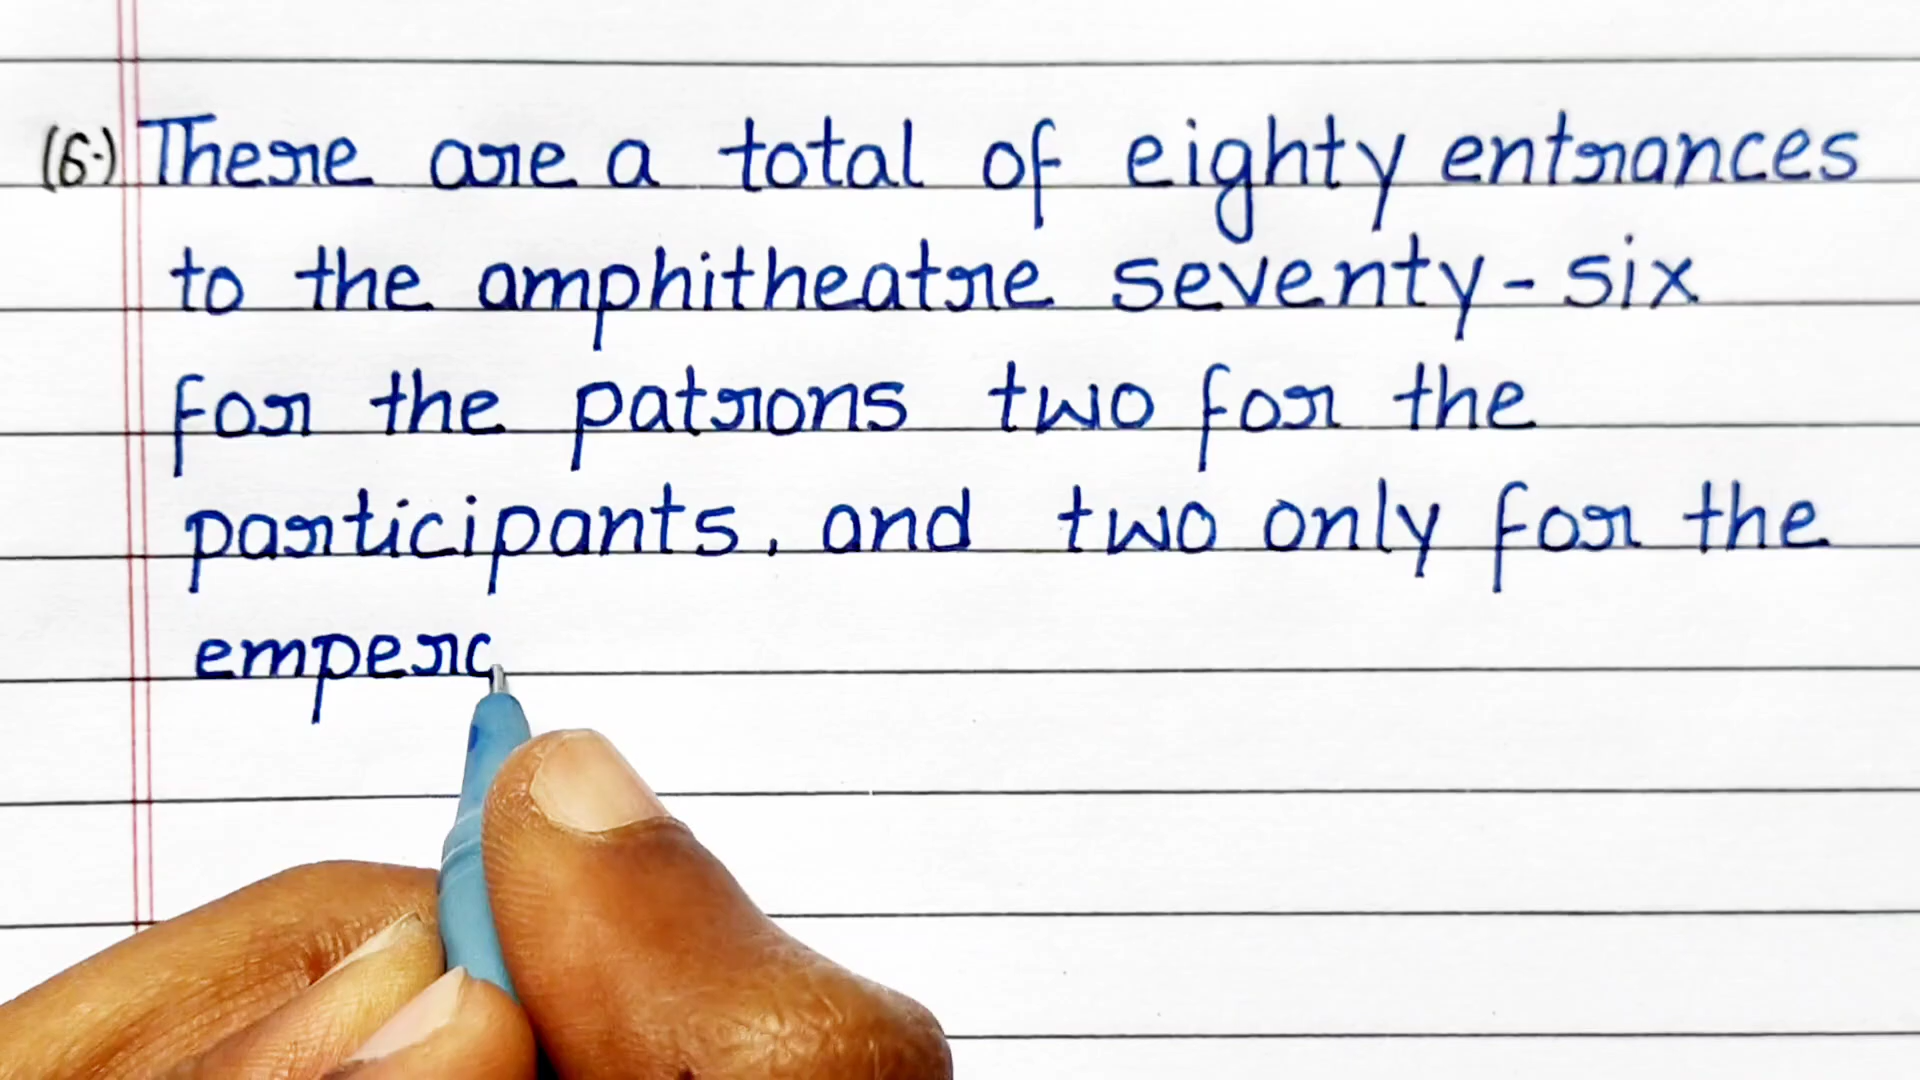 (6.) There are a total of eighty entrances
to the amphitheatre seventy-six
for the patrons two for the
participants, and two only for the
empero